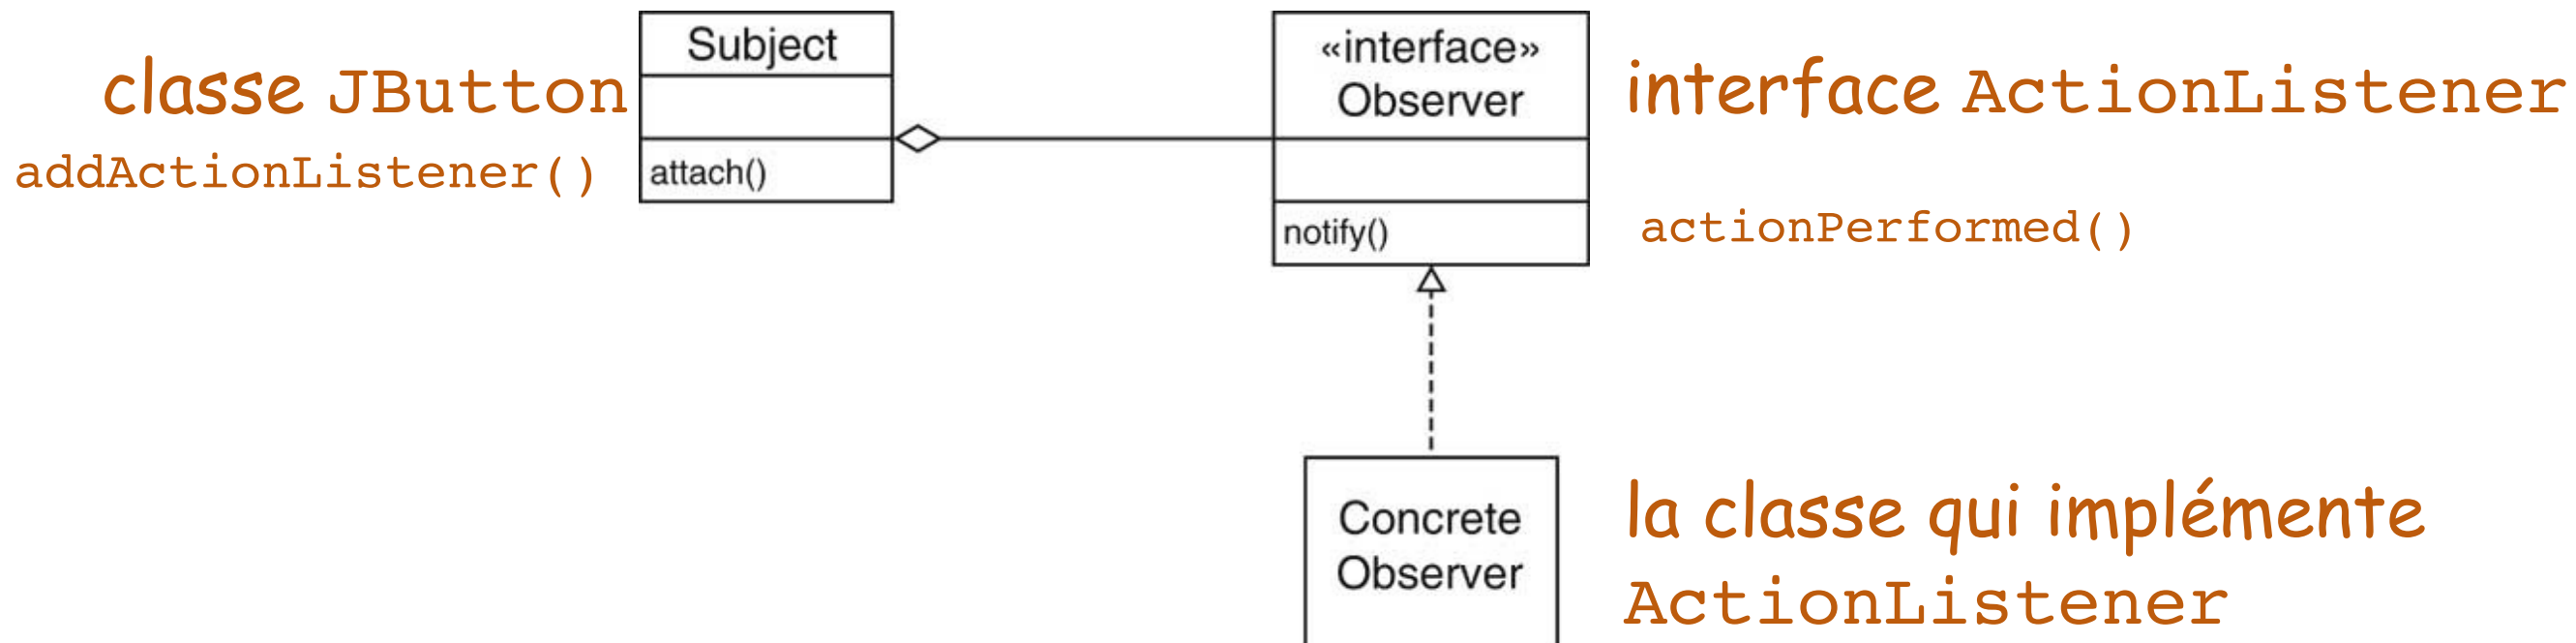 classe JButton
addActionListener()
Subject
attach()
«interface»
Observer
notify()
interface ActionListener
actionPerformed()
Concrete
Observer
la classe qui implémente
ActionListener